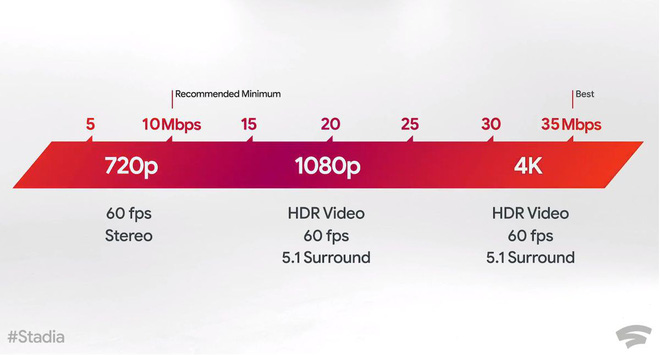 Recommended Minimum
Best
5 10 Mbps 15 20 25 30 35 Mbps
720p 1080p 4K
60 fps
Stereo
HDR Video
60 fps
5.1 Surround
HDR Video
60 fps
5.1 Surround
#Stadia